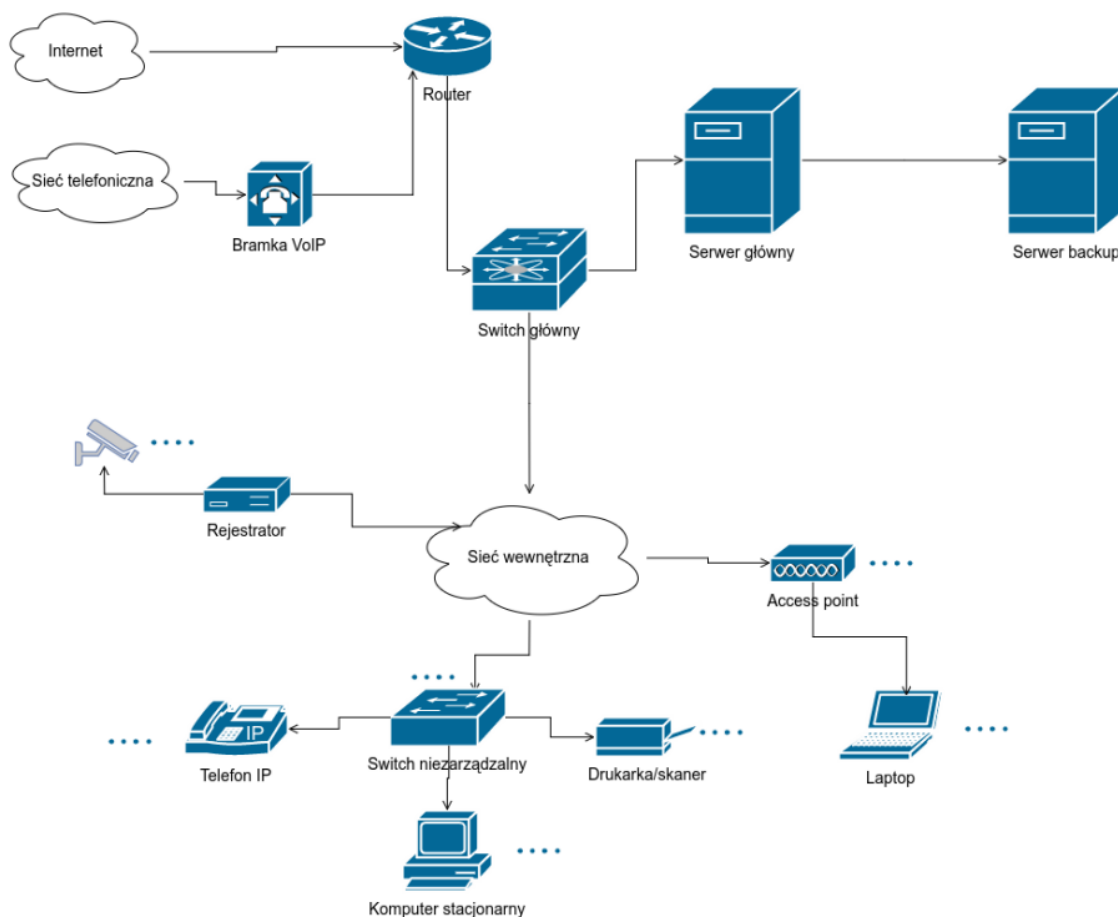 Internet
Router
Sieć telefoniczna
Bramka VoIP
Serwer główny
Serwer backup
Switch główny
Rejestrator
Sieć wewnętrzna
Access point
IP
Telefon IP
Switch niezarządzalny
Drukarka/skaner
Laptop
Komputer stacjonarny